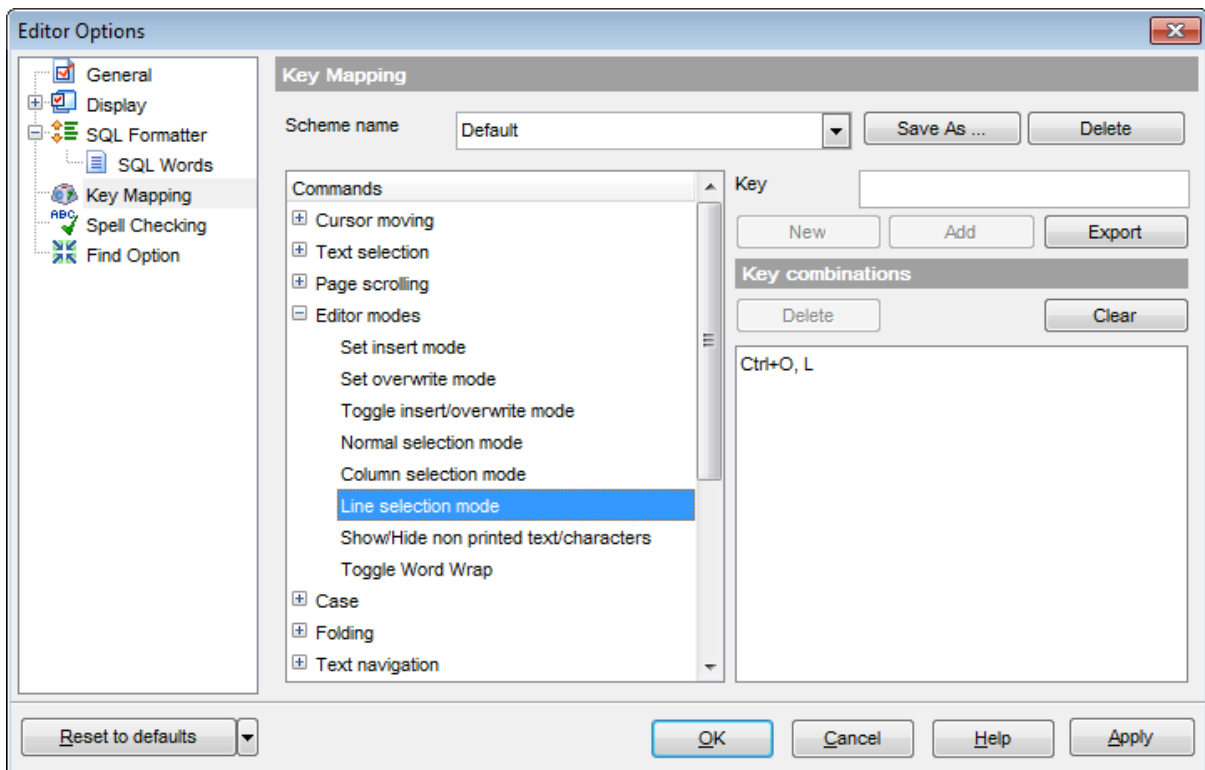 Editor Options
General
Display
SQL Formatter
SQL Words
Key Mapping
ABC
Spell Checking
Find Option
Key Mapping
Scheme name
Default
Save As ...
Delete
Commands
Cursor moving
Text selection
Page scrolling
Editor modes
Set insert mode
Set overwrite mode
Toggle insert/overwrite mode
Normal selection mode
Column selection mode
Line selection mode
Show/Hide non printed text/characters
Toggle Word Wrap
Case
Folding
Text navigation
Key
New
Add
Export
Key combinations
Delete
Clear
Ctrl+O, L
Reset to defaults
OK
Cancel
Help
Apply